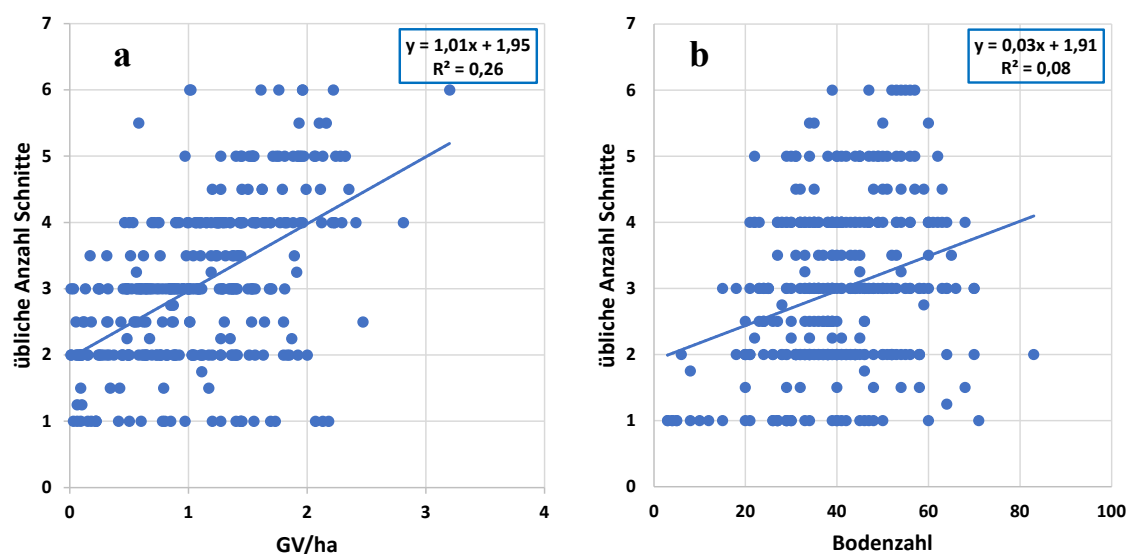 a
y = 1,01x + 1,95
R² = 0,26
übliche Anzahl Schnitte
7
6
5
4
3
2
1
0
0 1 2 3 4
GV/ha
b
y = 0,03x + 1,91
R² = 0,08
übliche Anzahl Schnitte
7
6
5
4
3
2
1
0
0 20 40 60 80 100
Bodenzahl